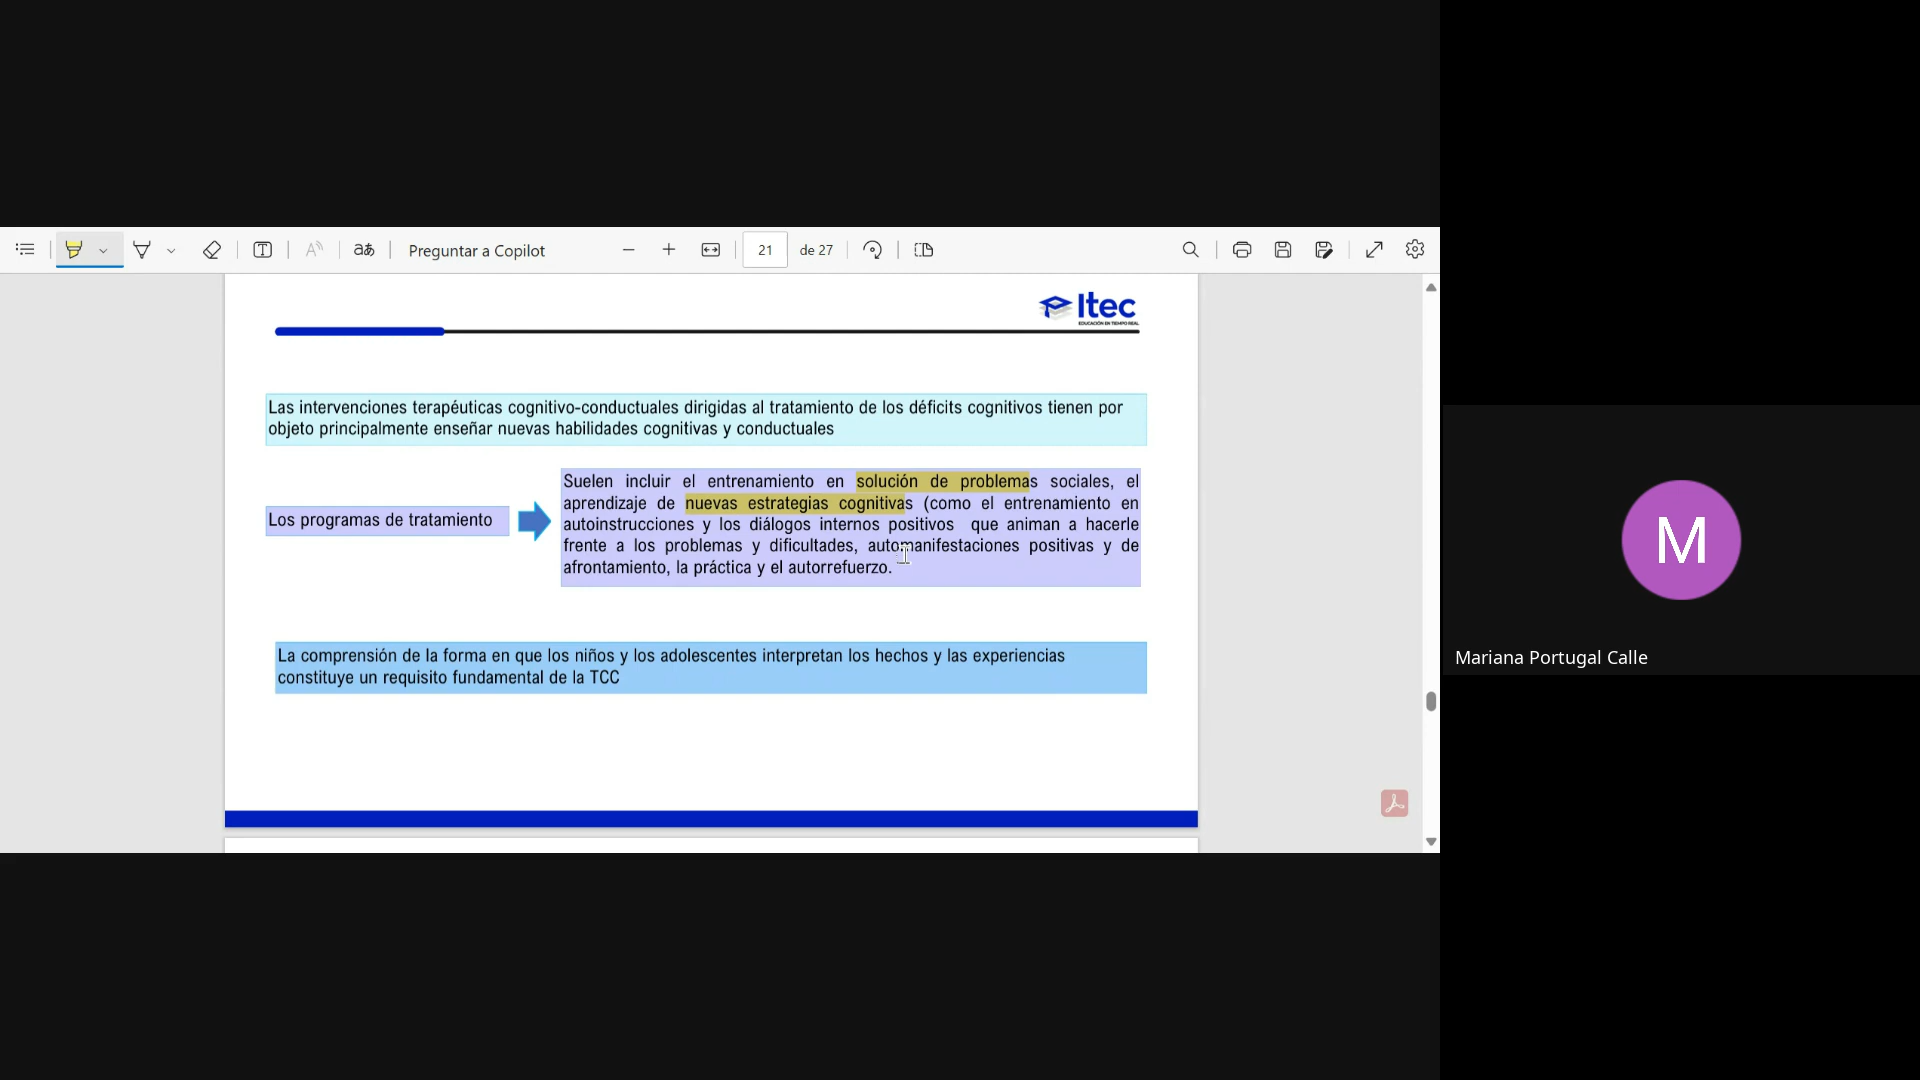 Preguntar a Copilot
21
de 27
Itec
EDUCACIÓN EN TIEMPO REAL
Las intervenciones terapéuticas cognitivo-conductuales dirigidas al tratamiento de los déficits cognitivos tienen por
objeto principalmente enseñar nuevas habilidades cognitivas y conductuales
Los programas de tratamiento
Suelen incluir el entrenamiento en solución de problemas sociales, el
aprendizaje de nuevas estrategias cognitivas (como el entrenamiento en
autoinstrucciones y los diálogos internos positivos que animan a hacerle
frente a los problemas y dificultades, automanifestaciones positivas y de
afrontamiento, la práctica y el autorrefuerzo.
La comprensión de la forma en que los niños y los adolescentes interpretan los hechos y las experiencias
constituye un requisito fundamental de la TCC
M
Mariana Portugal Calle